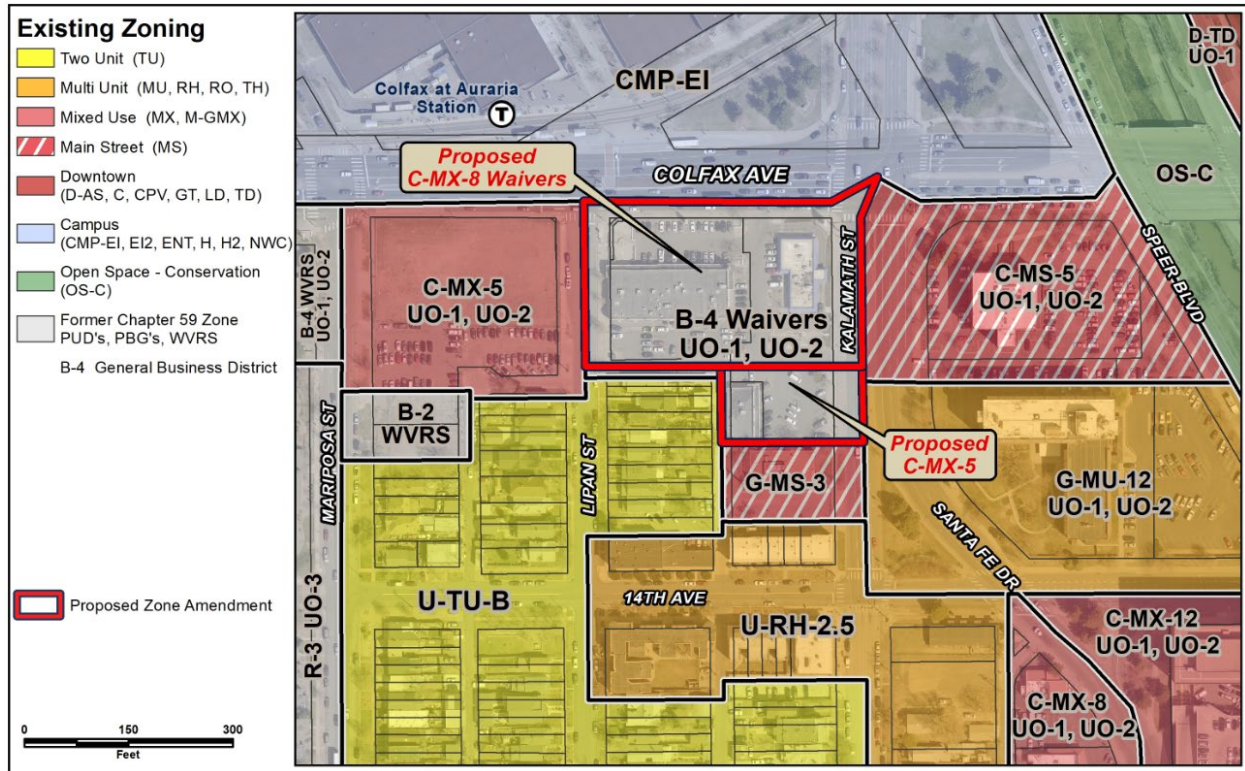 Existing Zoning
Two Unit (TU)
Multi Unit (MU, RH, RO, TH)
Mixed Use (MX, M-GMX)
Main Street (MS)
Downtown
(D-AS, C, CPV, GT, LD, TD)
Campus
(CMP-EI, EI2, ENT, H, H2, NWC)
Open Space - Conservation
(OS-C)
Former Chapter 59 Zone
PUD's, PBG's, WVRS
B-4 General Business District
Proposed Zone Amendment
0 150 300
Feet
D-TD
UO-1
CMP-EI
Colfax at Auraria
Station
T
Proposed
C-MX-8 Waivers
COLFAX AVE
OS-C
SPEER BLVD
KALAMATH ST
B-4 WVRS
UO-1, UO-2
C-MX-5
UO-1, UO-2
B-4 Waivers
UO-1, UO-2
C-MS-5
UO-1, UO-2
MARIPOSA ST
B-2
WVRS
LIPAN ST
Proposed
C-MX-5
G-MS-3
G-MU-12
UO-1, UO-2
SANTA FE DR
R-3 UO-3
U-TU-B
14TH AVE
U-RH-2.5
C-MX-12
UO-1, UO-2
C-MX-8
UO-1, UO-2